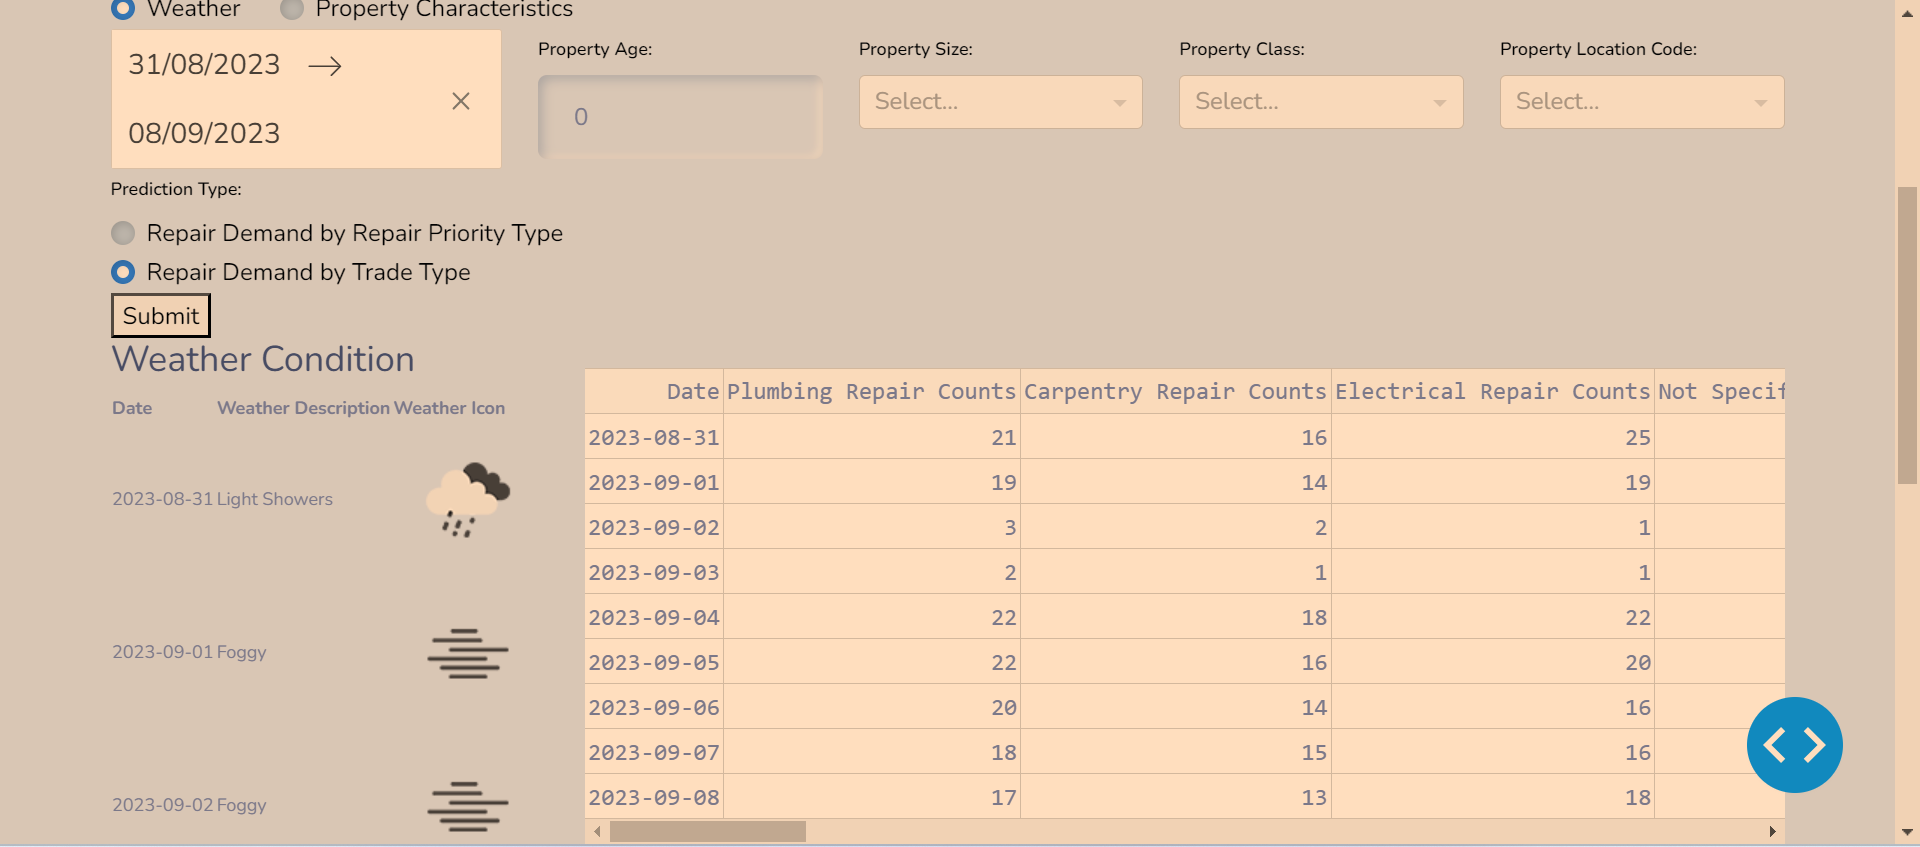 Weather Property Characteristics
31/08/2023 →
08/09/2023
Property Age:
0
Property Size:
Select...
Property Class:
Select...
Property Location Code:
Select...
Prediction Type:
Repair Demand by Repair Priority Type
Repair Demand by Trade Type
Submit
Weather Condition
Date Weather Description Weather Icon
2023-08-31 Light Showers
2023-09-01 Foggy
2023-09-02 Foggy
Date Plumbing Repair Counts Carpentry Repair Counts Electrical Repair Counts Not Specif
2023-08-31 21 16 25
2023-09-01 19 14 19
2023-09-02 3 2 1
2023-09-03 2 1 1
2023-09-04 22 18 22
2023-09-05 22 16 20
2023-09-06 20 14 16
2023-09-07 18 15 16
2023-09-08 17 13 18